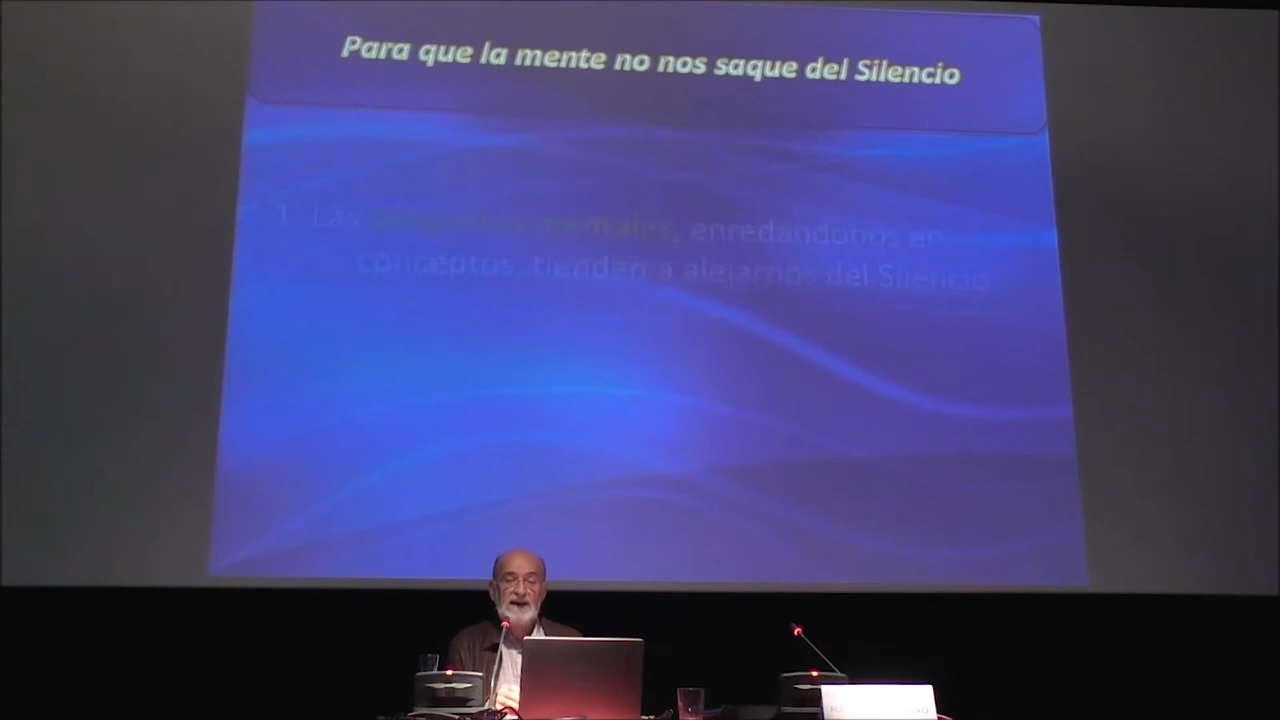 Para que la mente no nos saque del Silencio
1. Las preguntas mentales, enredándonos en
conceptos, tienden a alejarnos del Silencio